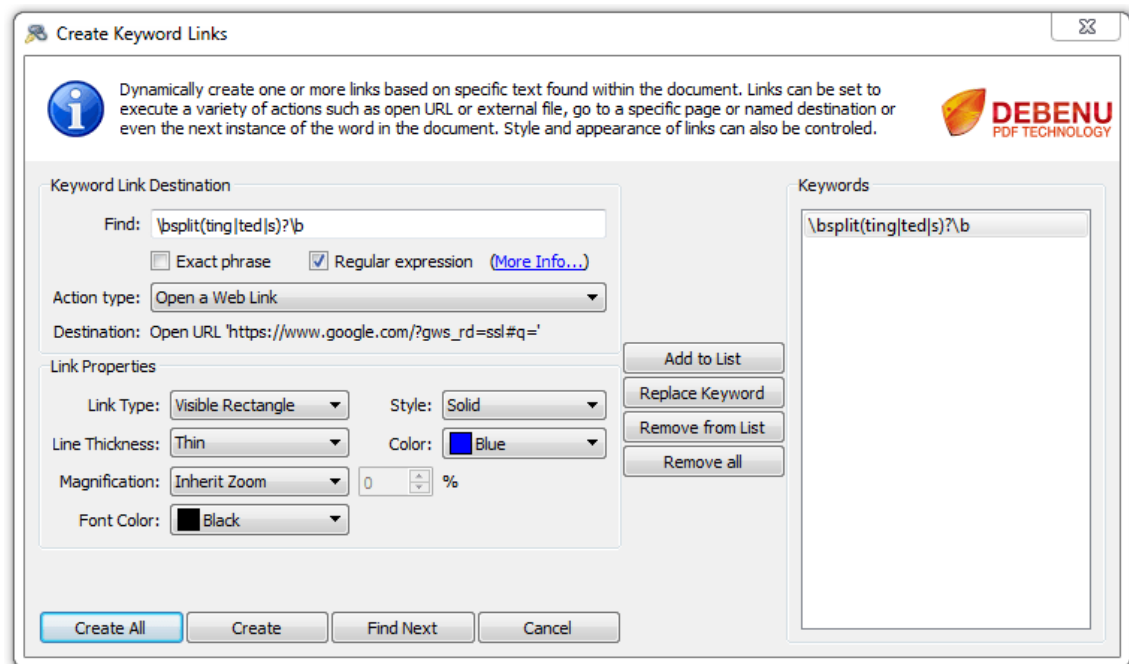 Create Keyword Links
Dynamically create one or more links based on specific text found within the document. Links can be set to
execute a variety of actions such as open URL or external file, go to a specific page or named destination or
even the next instance of the word in the document. Style and appearance of links can also be controled.
DEBENU
PDF TECHNOLOGY
Keyword Link Destination
Find: \bsplit(ting|ted|s)?\b
Exact phrase Regular expression (More Info...)
Action type: Open a Web Link
Destination: Open URL 'https://www.google.com/?gws_rd=ssl#q='
Link Properties
Link Type: Visible Rectangle Style: Solid
Line Thickness: Thin Color: Blue
Magnification: Inherit Zoom 0 %
Font Color: Black
Add to List
Replace Keyword
Remove from List
Remove all
Keywords
\bsplit(ting|ted|s)?\b
Create All Create Find Next Cancel